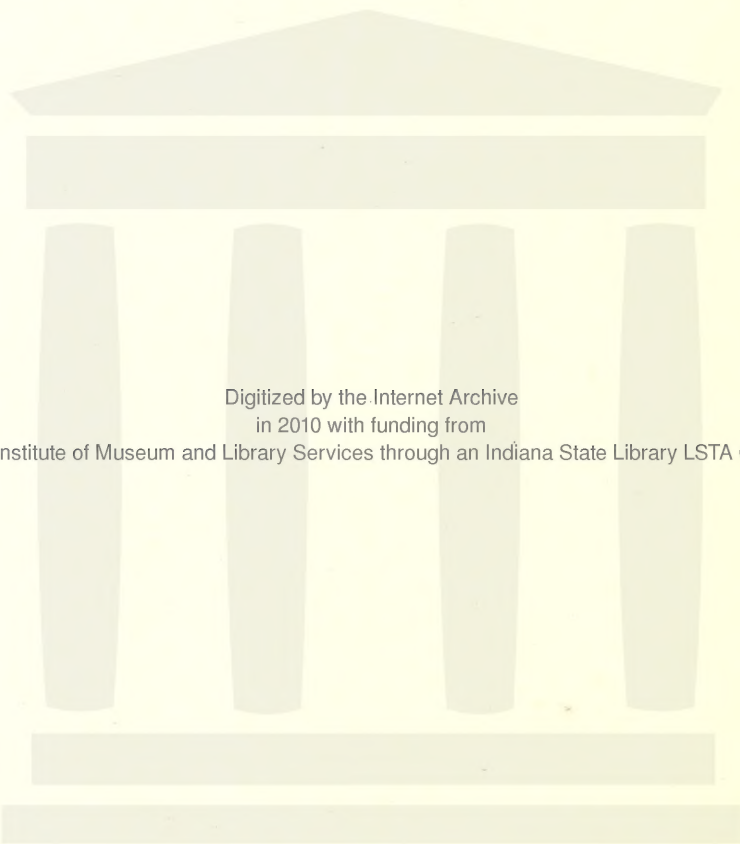 Digitized by the Internet Archive
in 2010 with funding from
nstitute of Museum and Library Services through an Indiana State Library LSTA